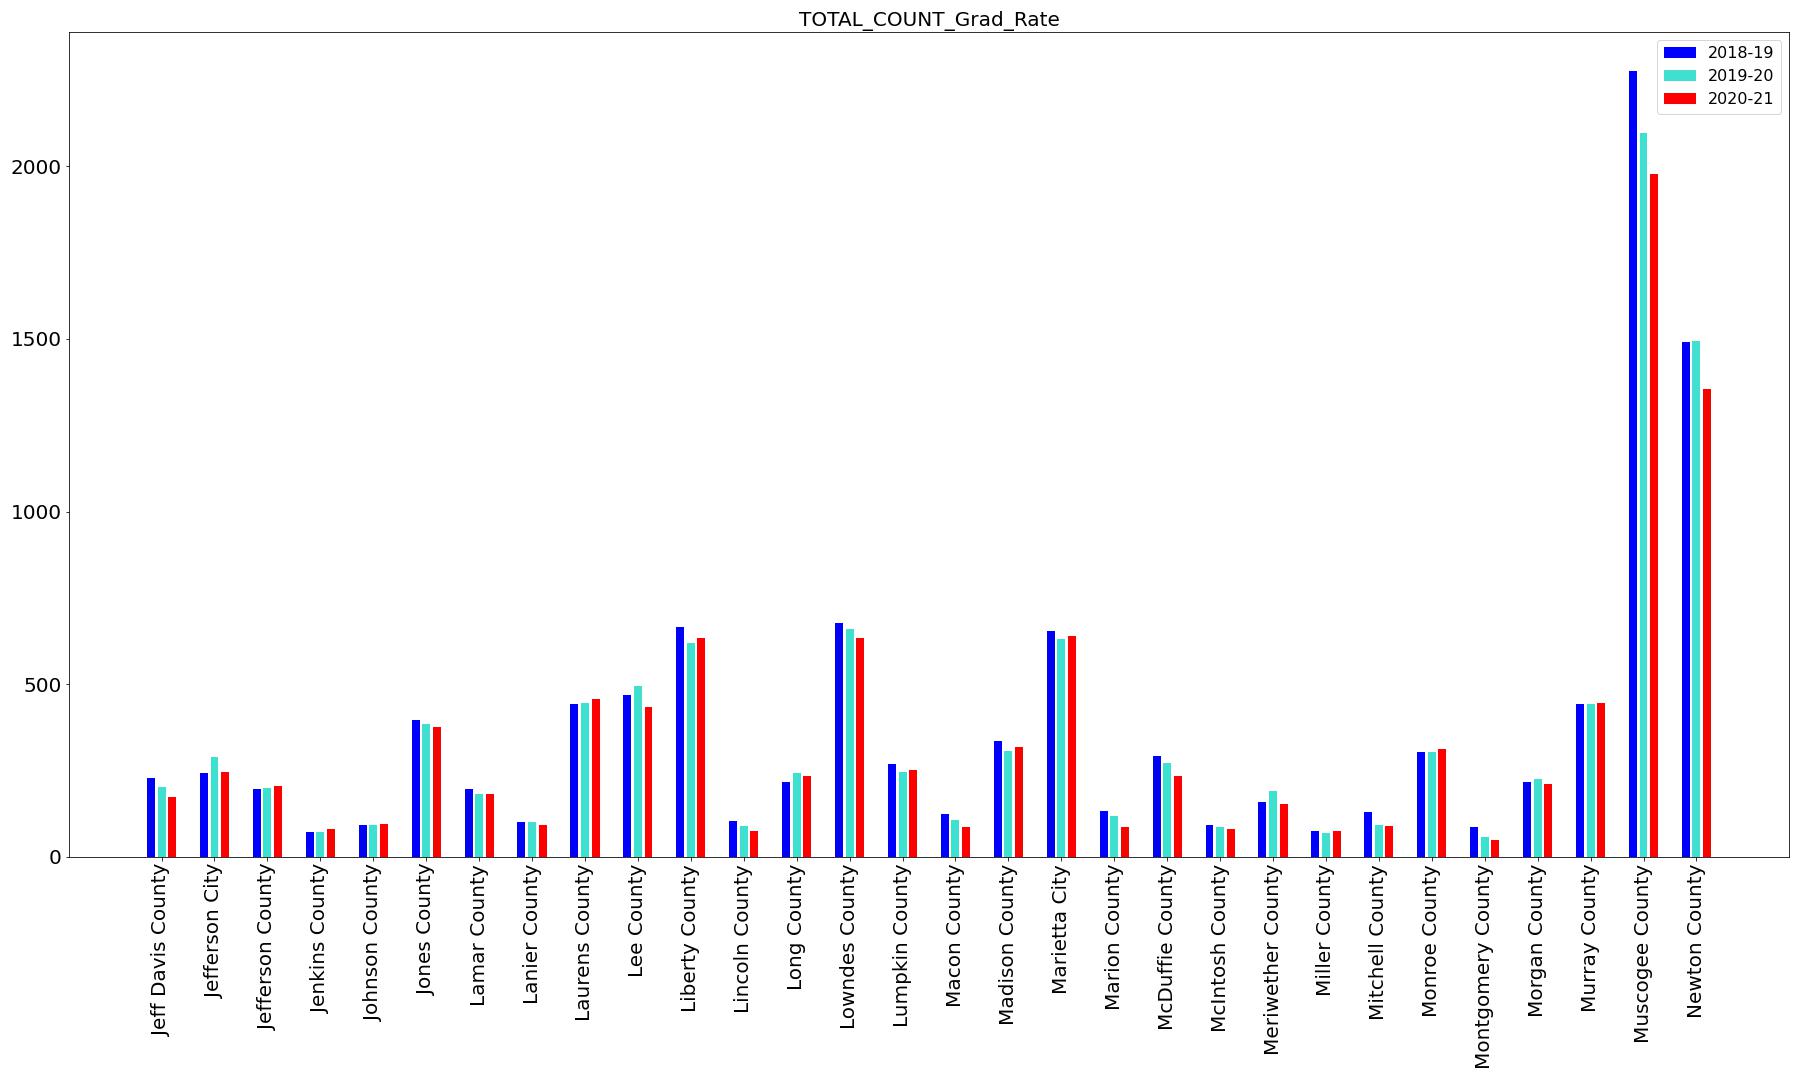 TOTAL_COUNT_Grad_Rate
2018-19
2019-20
2020-21
2000
1500
1000
500
0
Jeff Davis County
Jefferson City
Jefferson County
Jenkins County
Johnson County
Jones County
Lamar County
Lanier County
Laurens County
Lee County
Liberty County
Lincoln County
Long County
Lowndes County
Lumpkin County
Macon County
Madison County
Marietta City
Marion County
McDuffie County
McIntosh County
Meriwether County
Miller County
Mitchell County
Monroe County
Montgomery County
Morgan County
Murray County
Muscogee County
Newton County